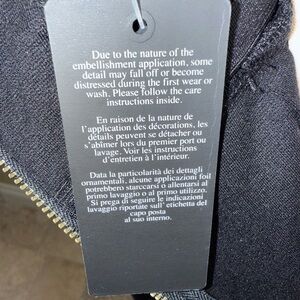 Due to the nature of the
embellishment application, some
detail may fall off or become
distressed during the first wear or
wash. Please follow the care
instructions inside.
En raison de la nature de
l'application des décorations, les
détails peuvent se détacher ou
s'abîmer lors du premier port ou
lavage. Voir les instructions
d'entretien à l'intérieur.
Data la particolarità dei dettagli
ornamentali, alcune applicazioni foil
potrebbero starccarsi o allentarsi al
primo lavaggio o al primo utilizzo.
Si prega di seguire le indicazioni
lavaggio riportate sull'etichetta del
capo posta
al suo interno.